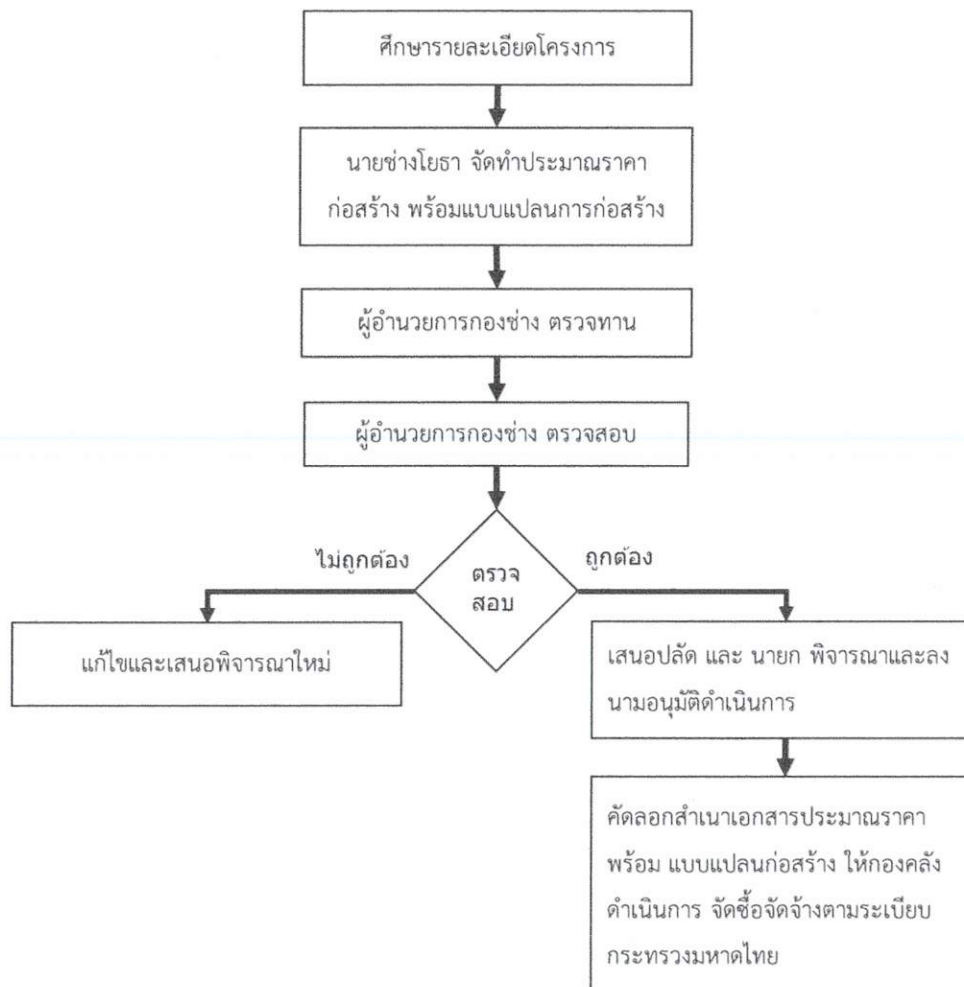 ศึกษารายละเอียดโครงการ
นายช่างโยธา จัดทำประมาณราคา
ก่อสร้าง พร้อมแบบแปลนการก่อสร้าง
ผู้อำนวยการกองช่าง ตรวจทาน
ผู้อำนวยการกองช่าง ตรวจสอบ
ไม่ถูกต้อง
ตรวจ
สอบ
ถูกต้อง
แก้ไขและเสนอพิจารณาใหม่
เสนอปลัด และ นายก พิจารณาและลง
นามอนุมัติดำเนินการ
คัดลอกสำเนาเอกสารประมาณราคา
พร้อม แบบแปลนก่อสร้าง ให้กองคลัง
ดำเนินการ จัดซื้อจัดจ้างตามระเบียบ
กระทรวงมหาดไทย